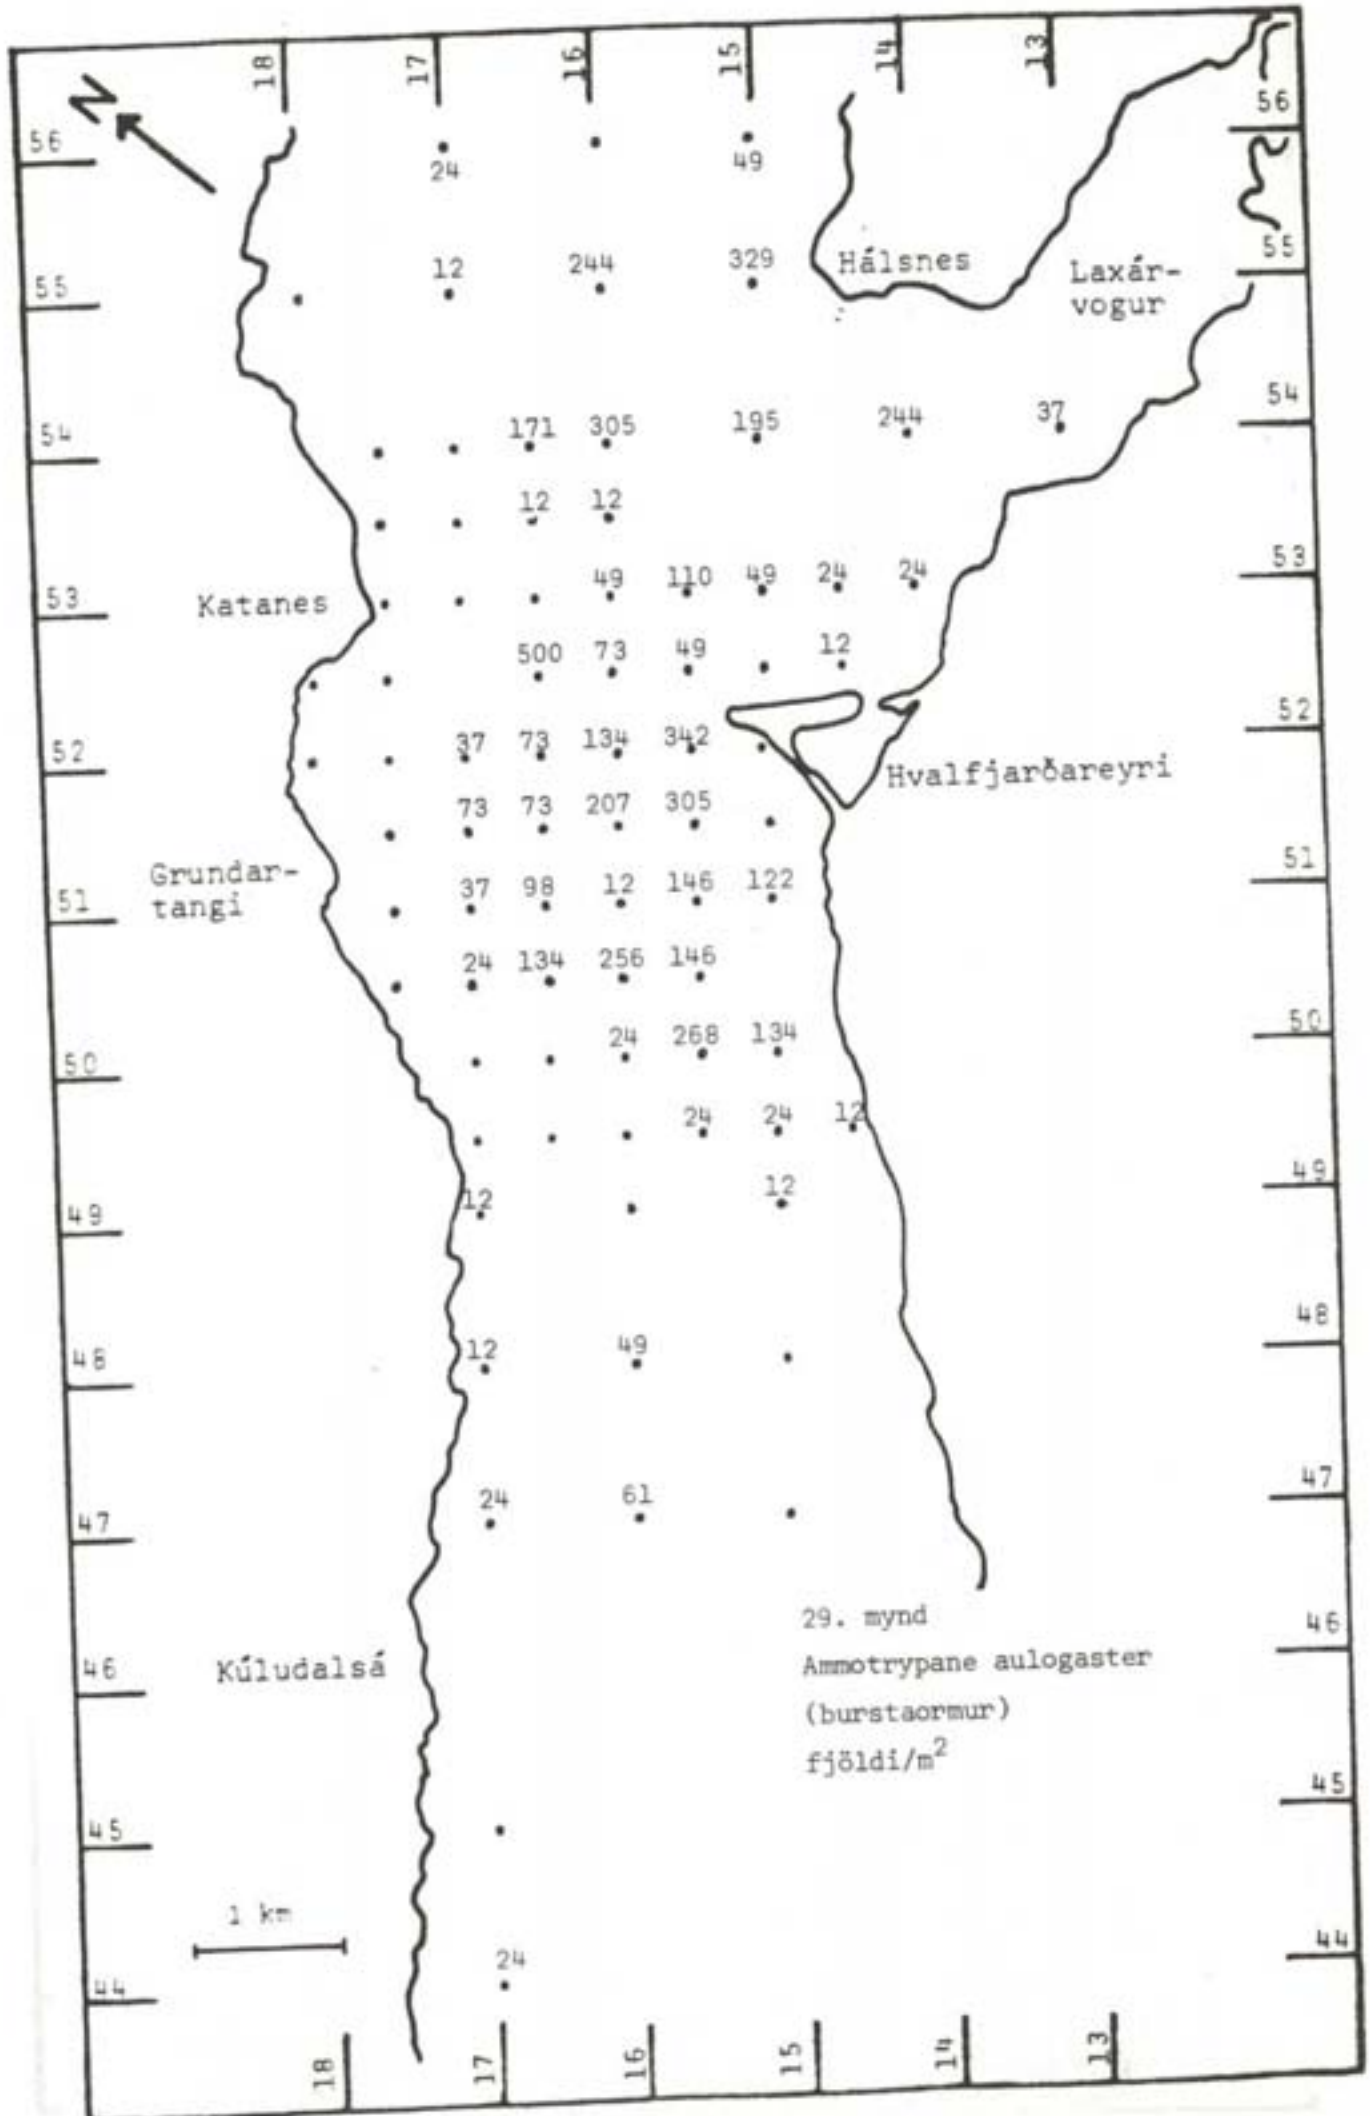 18 17 16 15 14 13
N
56 56
24 49
55
12 244 329 Hálsnes Laxár-
vogur
55
54
54 171 305 195 244 37
12 12
53
49 110 49 24 24
53
Katanes
500 73 49 12
52
52 37 73 134 342
Hvalfjarðareyri
73 73 207 305
51
Grundar-
tangi
37 98 12 146 122
51
24 134 256 146
50
24 268 134
50
24 24 12
49
12 12
49
48
12 49
48
47
24 61
47
29. mynd
46
Ammotrypane aulogaster
46 Kúludalsá
(burstaormur)
fjöldi/m²
45
45
1 km
44
24
44
18 17 16 15 14 13